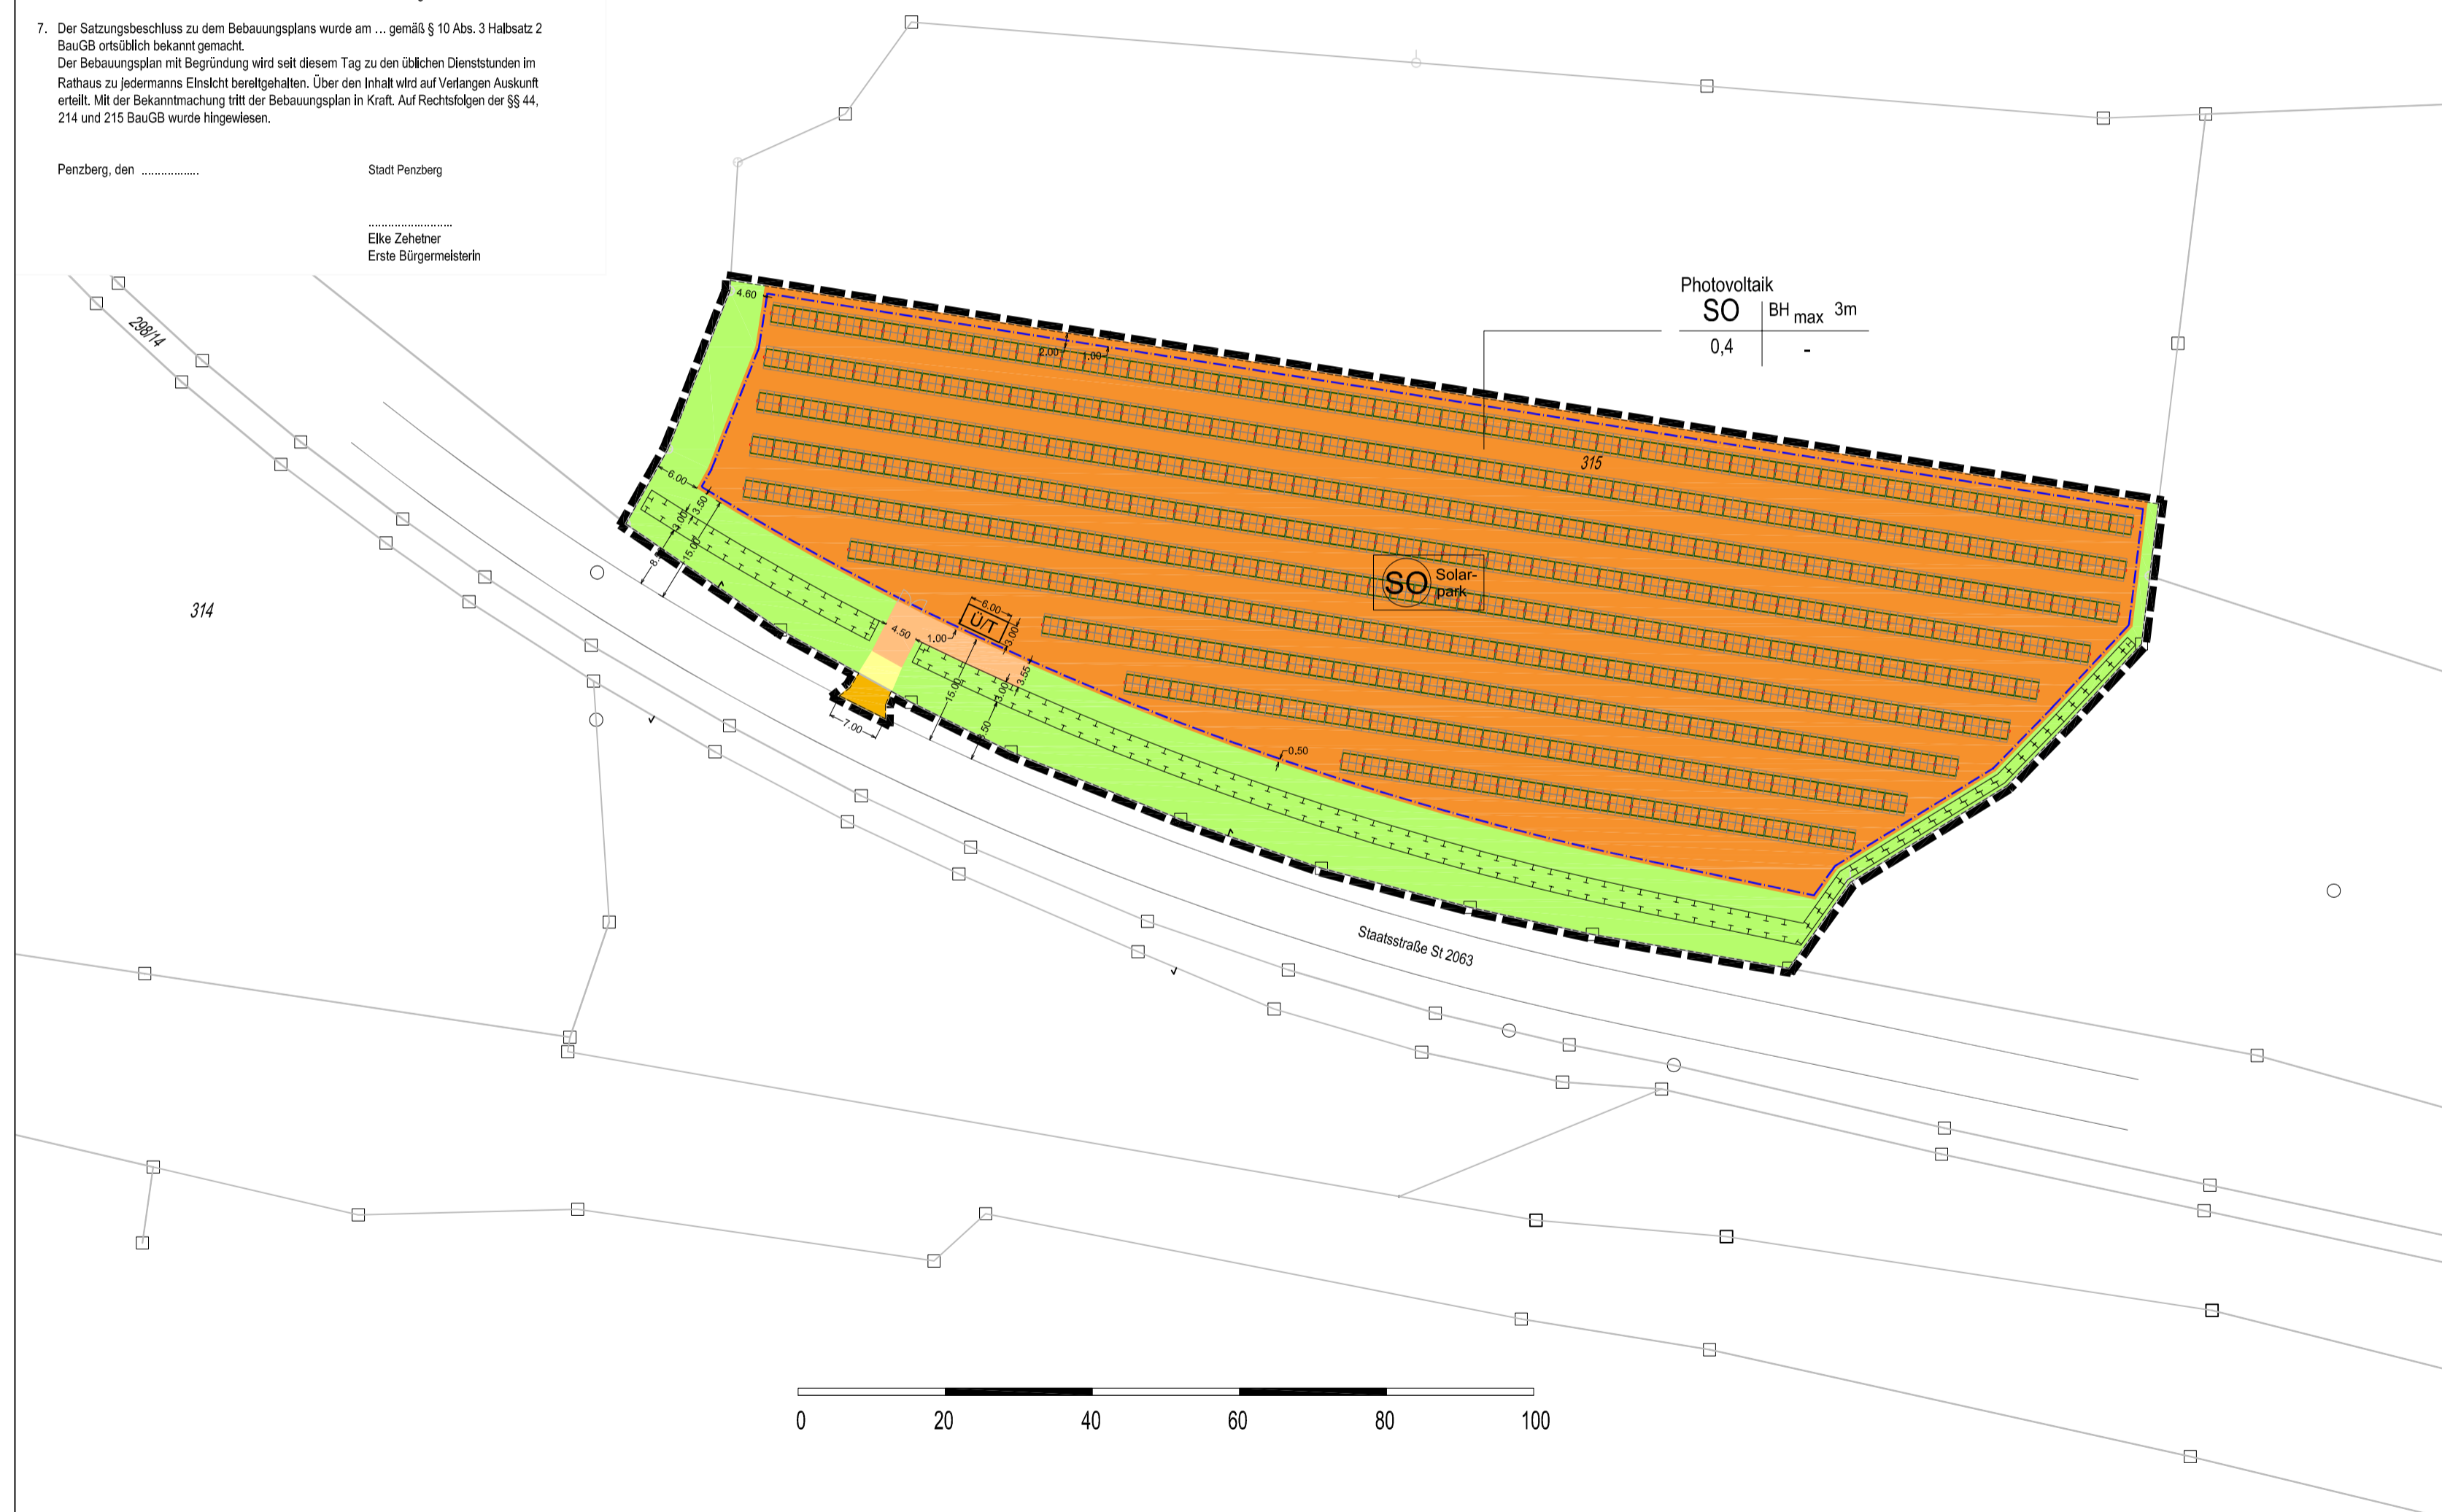 7. Der Satzungsbeschluss zu dem Bebauungsplans wurde am ... gemäß § 10 Abs. 3 Halbsatz 2
BauGB ortsüblich bekannt gemacht.
Der Bebauungsplan mit Begründung wird seit diesem Tag zu den üblichen Dienststunden im
Rathaus zu jedermanns Einsicht bereitgehalten. Über den Inhalt wird auf Verlangen Auskunft
erteilt. Mit der Bekanntmachung tritt der Bebauungsplan in Kraft. Auf Rechtsfolgen der §§ 44,
214 und 215 BauGB wurde hingewiesen.
Penzberg, den ..................
Stadt Penzberg
..........................
Elke Zehetner
Erste Bürgermeisterin
298/14
314
Photovoltaik
SO BH max 3m
0,4 -
4.60
2.00
1.00
315
6.00
3.50
3.00
15.00
SO Solar-
park
6.00
Ü/T
3.00
4.50
1.00
3.55
3.00
15.00
7.00
0.50
Staatsstraße St 2063
0 20 40 60 80 100